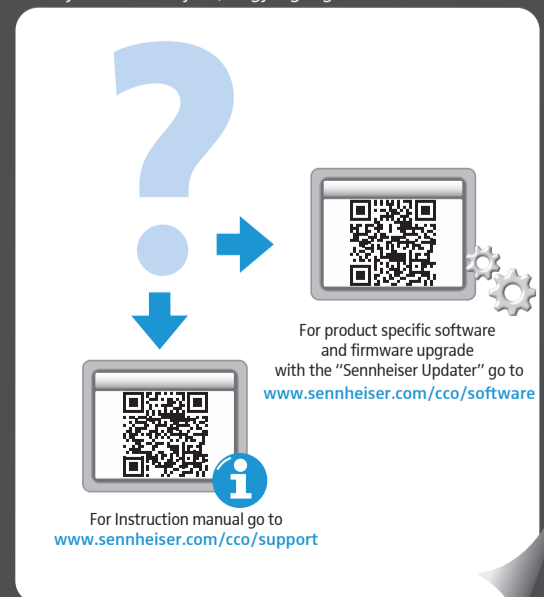 ?
For product specific software
and firmware upgrade
with the “Sennheiser Updater” go to
www.sennheiser.com/cco/software
i
For Instruction manual go to
www.sennheiser.com/cco/support